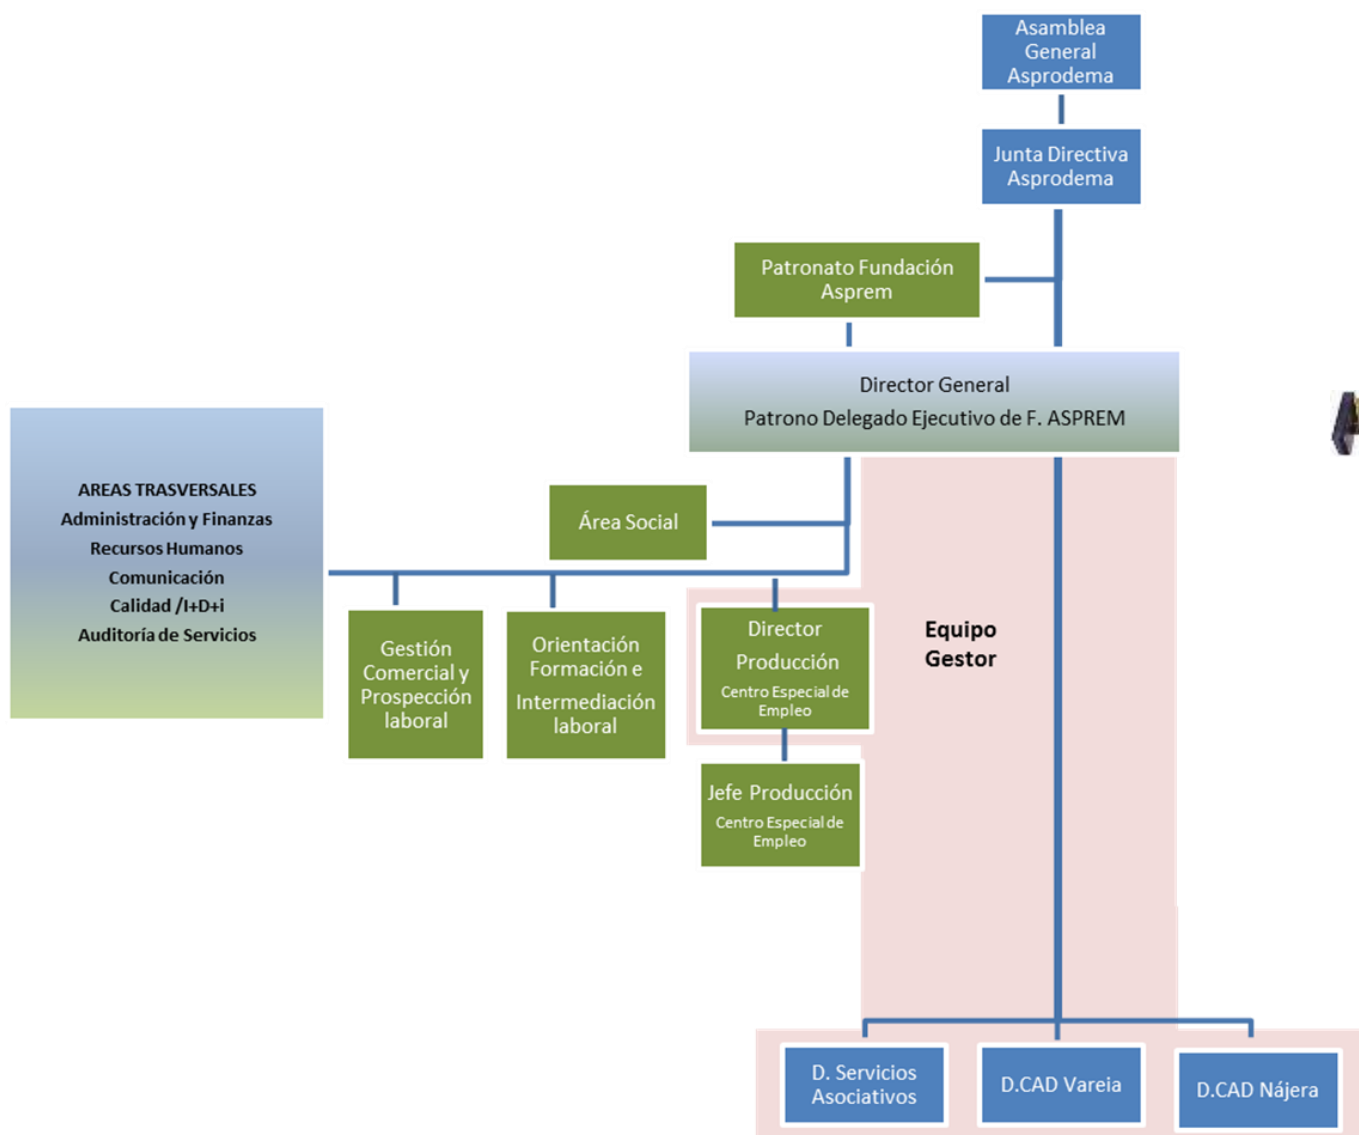 Asamblea
General
Asprodema
Junta Directiva
Asprodema
Patronato Fundación
Asprem
Director General
Patrono Delegado Ejecutivo de F. ASPREM
AREAS TRASVERSALES
Administración y Finanzas
Recursos Humanos
Comunicación
Calidad /I+D+i
Auditoría de Servicios
Área Social
Gestión
Comercial y
Prospección
laboral
Orientación
Formación e
Intermediación
laboral
Director
Producción
Centro Especial de
Empleo
Equipo
Gestor
Jefe Producción
Centro Especial de
Empleo
D. Servicios
Asociativos
D.CAD Vareia
D.CAD Nájera